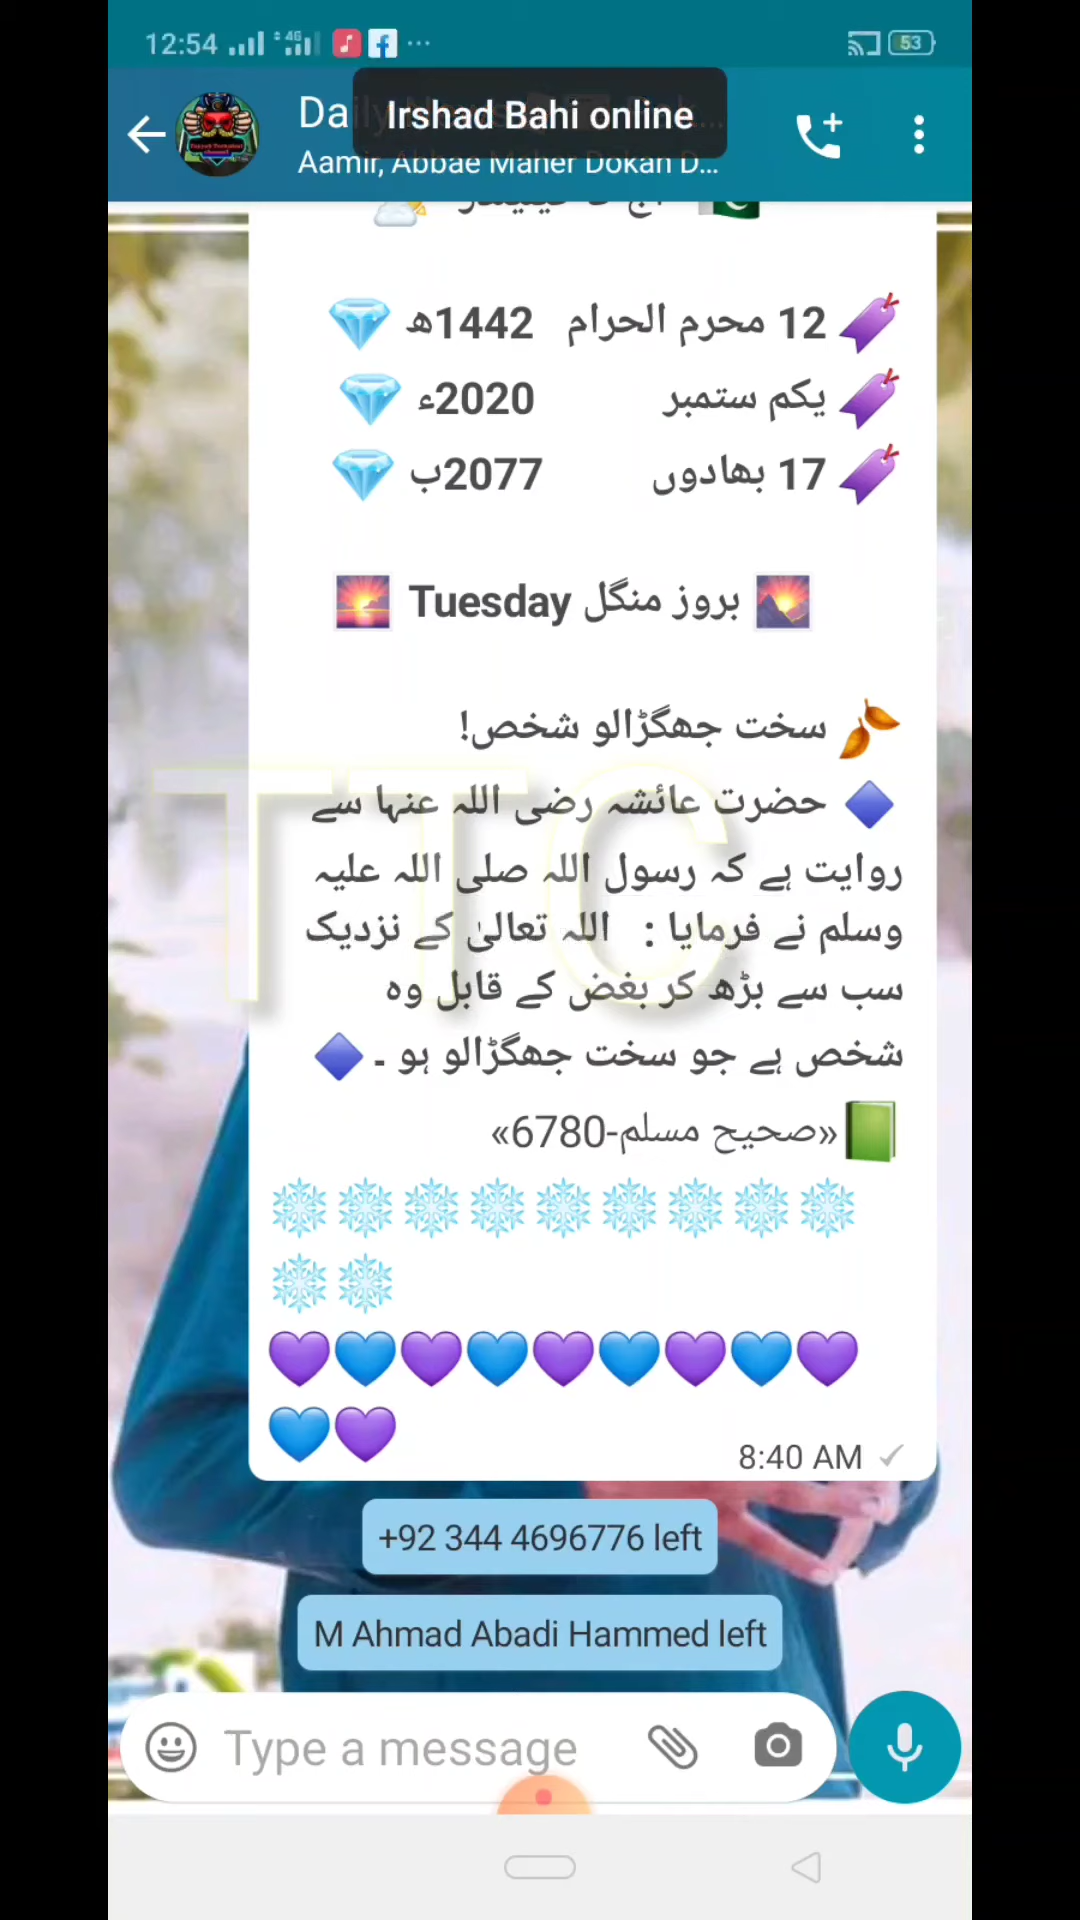 12:54
4G
53
Irshad Bahi online
Aamir, Abbae Maher Dokan D...
12 محرم الحرام 1442ھ
یکم ستمبر 2020ء
17 بھادوں 2077ب
بروز منگل Tuesday
سخت جھگڑالو شخص!
حضرت عائشہ رضی اللہ عنہا سے
روایت ہے کہ رسول اللہ صلی اللہ علیہ
وسلم نے فرمایا : اللہ تعالیٰ کے نزدیک
سب سے بڑھ کر بغض کے قابل وہ
شخص ہے جو سخت جھگڑالو ہو ۔
«صحیح مسلم-6780»
TTC
8:40 AM
+92 344 4696776 left
M Ahmad Abadi Hammed left
Type a message